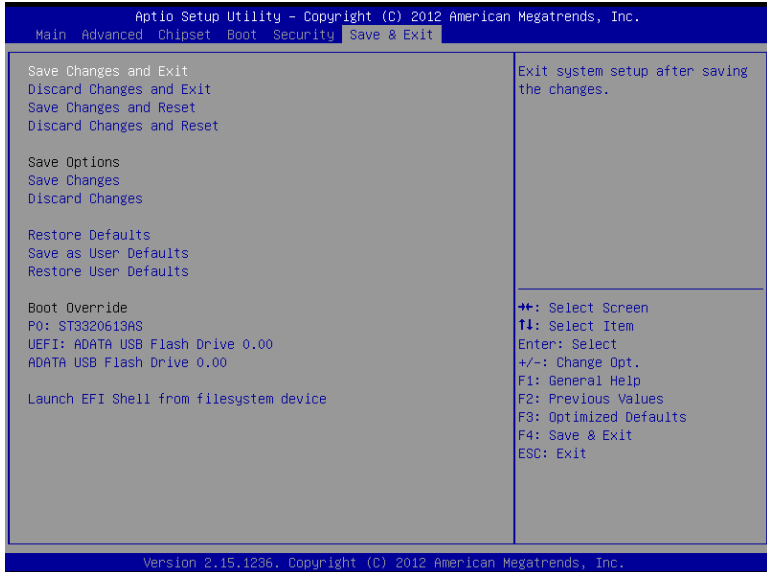 Aptio Setup Utility – Copyright (C) 2012 American Megatrends, Inc.
Main Advanced Chipset Boot Security Save & Exit
Save Changes and Exit
Discard Changes and Exit
Save Changes and Reset
Discard Changes and Reset
Save Options
Save Changes
Discard Changes
Restore Defaults
Save as User Defaults
Restore User Defaults
Boot Override
P0: ST3320613AS
UEFI: ADATA USB Flash Drive 0.00
ADATA USB Flash Drive 0.00
Launch EFI Shell from filesystem device
Exit system setup after saving
the changes.
→←: Select Screen
↑↓: Select Item
Enter: Select
+/-: Change Opt.
F1: General Help
F2: Previous Values
F3: Optimized Defaults
F4: Save & Exit
ESC: Exit
Version 2.15.1236. Copyright (C) 2012 American Megatrends, Inc.